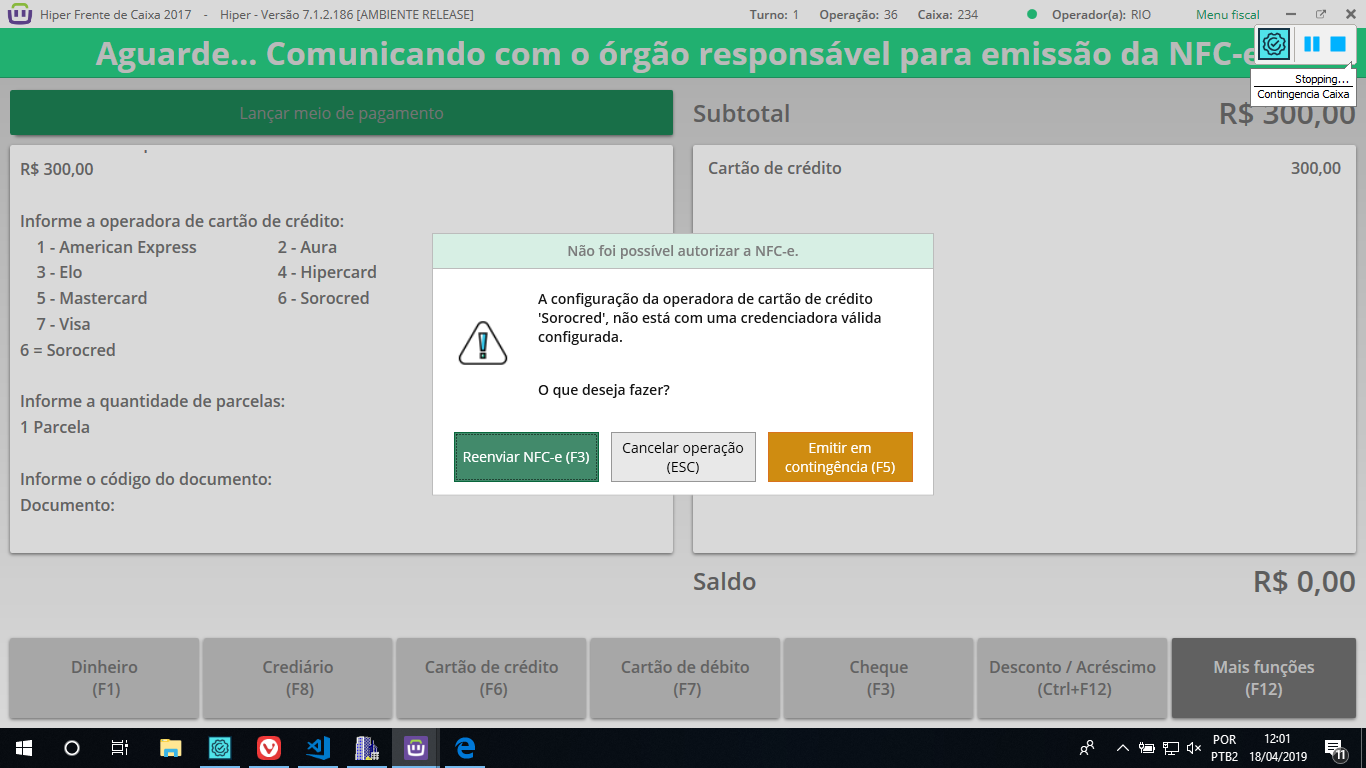 Hiper Frente de Caixa 2017 - Hiper - Versão 7.1.2.186 [AMBIENTE RELEASE] Turno: 1 Operação: 36 Caixa: 234 Operador(a): RIO Menu fiscal
Aguarde... Comunicando com o órgão responsável para emissão da NFC-e
Stopping...
Contingencia Caixa
Lançar meio de pagamento
Subtotal R$ 300,00
R$ 300,00
Informe a operadora de cartão de crédito:
1 - American Express 2 - Aura
3 - Elo 4 - Hipercard
5 - Mastercard 6 - Sorocred
7 - Visa
6 = Sorocred
Informe a quantidade de parcelas:
1 Parcela
Informe o código do documento:
Documento:
Cartão de crédito 300,00
Não foi possível autorizar a NFC-e.
A configuração da operadora de cartão de crédito
'Sorocred', não está com uma credenciadora válida
configurada.
O que deseja fazer?
Reenviar NFC-e (F3)
Cancelar operação
(ESC)
Emitir em
contingência (F5)
Saldo R$ 0,00
Dinheiro
(F1)
Crediário
(F8)
Cartão de crédito
(F6)
Cartão de débito
(F7)
Cheque
(F3)
Desconto / Acréscimo
(Ctrl+F12)
Mais funções
(F12)
POR
PTB2
12:01
18/04/2019
11